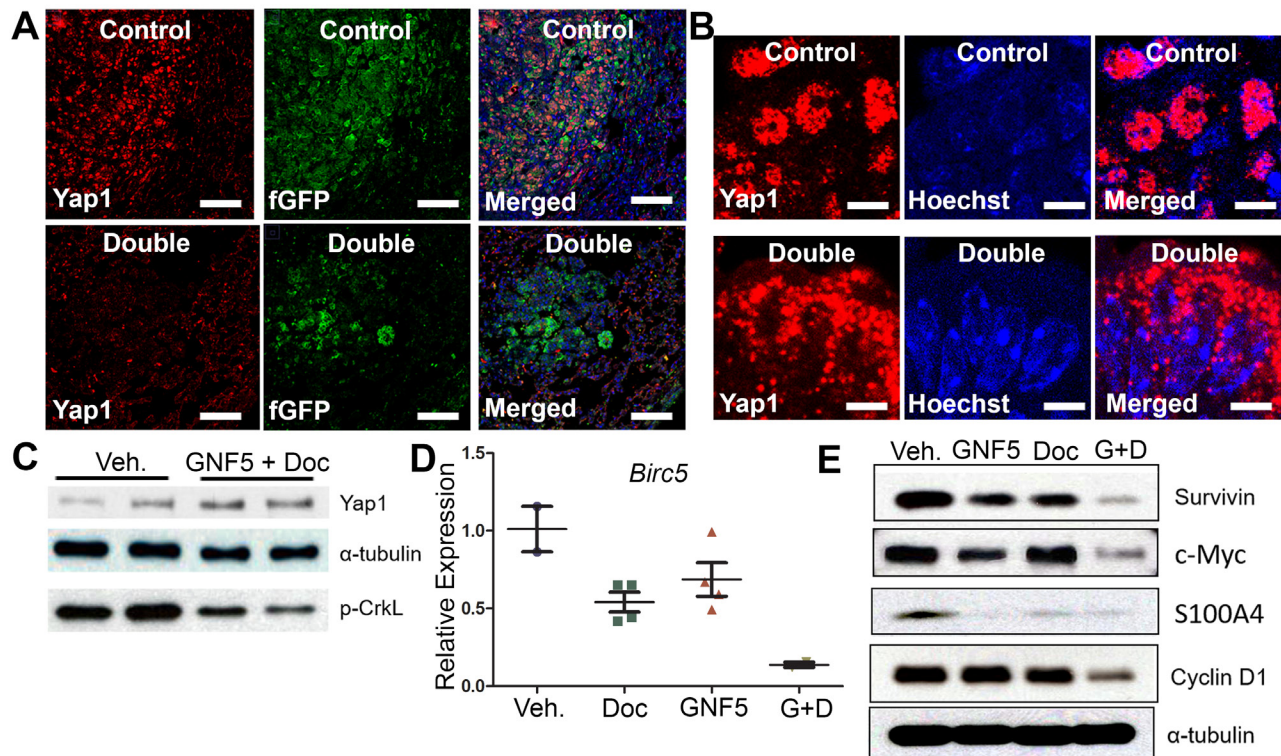 A
Control
Control
Control
Yap1
fGFP
Merged
Double
Double
Double
Yap1
fGFP
Merged
B
Control
Control
Control
Yap1
Hoechst
Merged
Double
Double
Double
Yap1
Hoechst
Merged
C
Veh. GNF5 + Doc
Yap1
α-tubulin
p-CrkL
D
Birc5
Relative Expression
1.5
1.0
0.5
0.0
Veh. Doc GNF5 G+D
E
Veh. GNF5 Doc G+D
Survivin
c-Myc
S100A4
Cyclin D1
α-tubulin